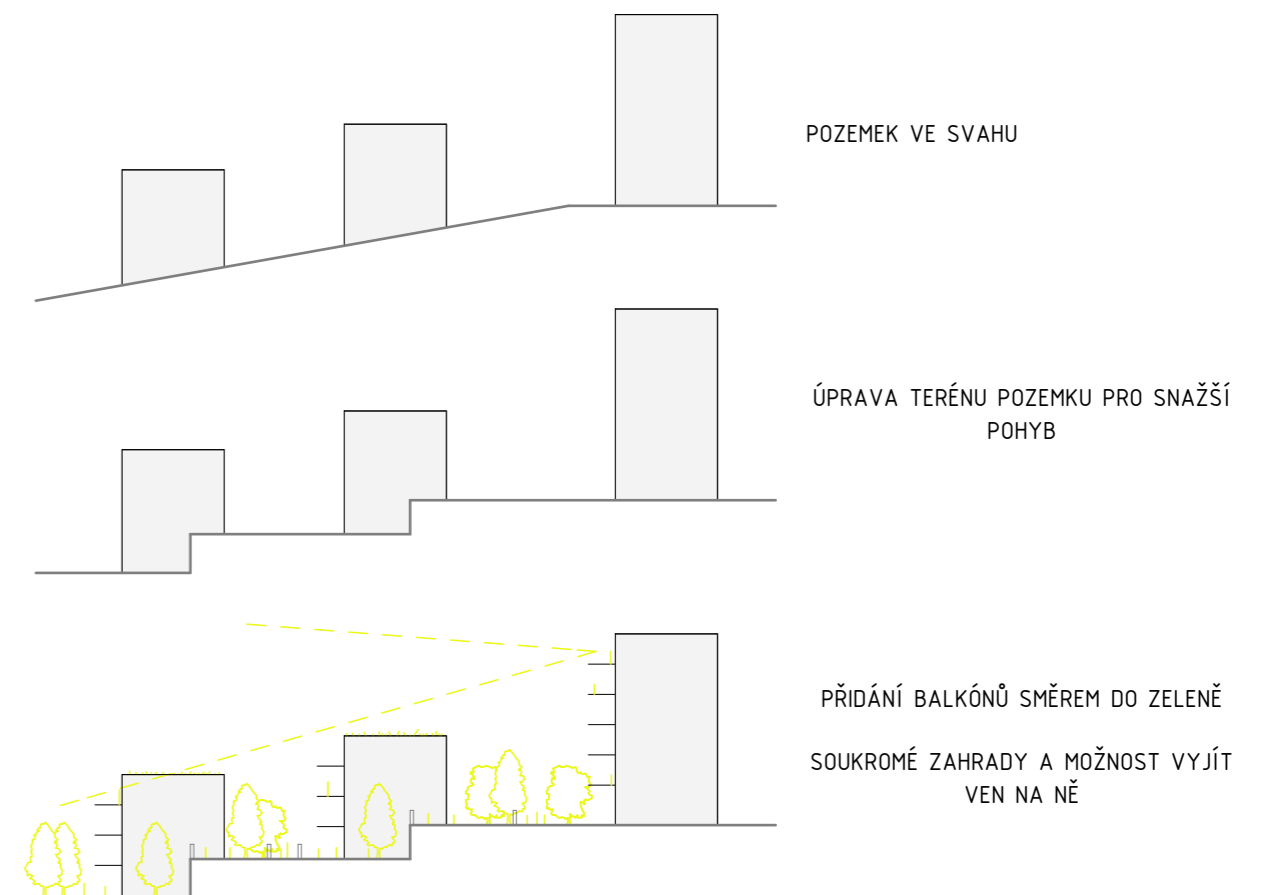 POZEMEK VE SVAHU
ÚPRAVA TERÉNU POZEMKU PRO SNAŽŠÍ
POHYB
PŘIDÁNÍ BALKÓNŮ SMĚREM DO ZELENĚ
SOUKROMÉ ZAHRADY A MOŽNOST VYJÍT
VEN NA NĚ